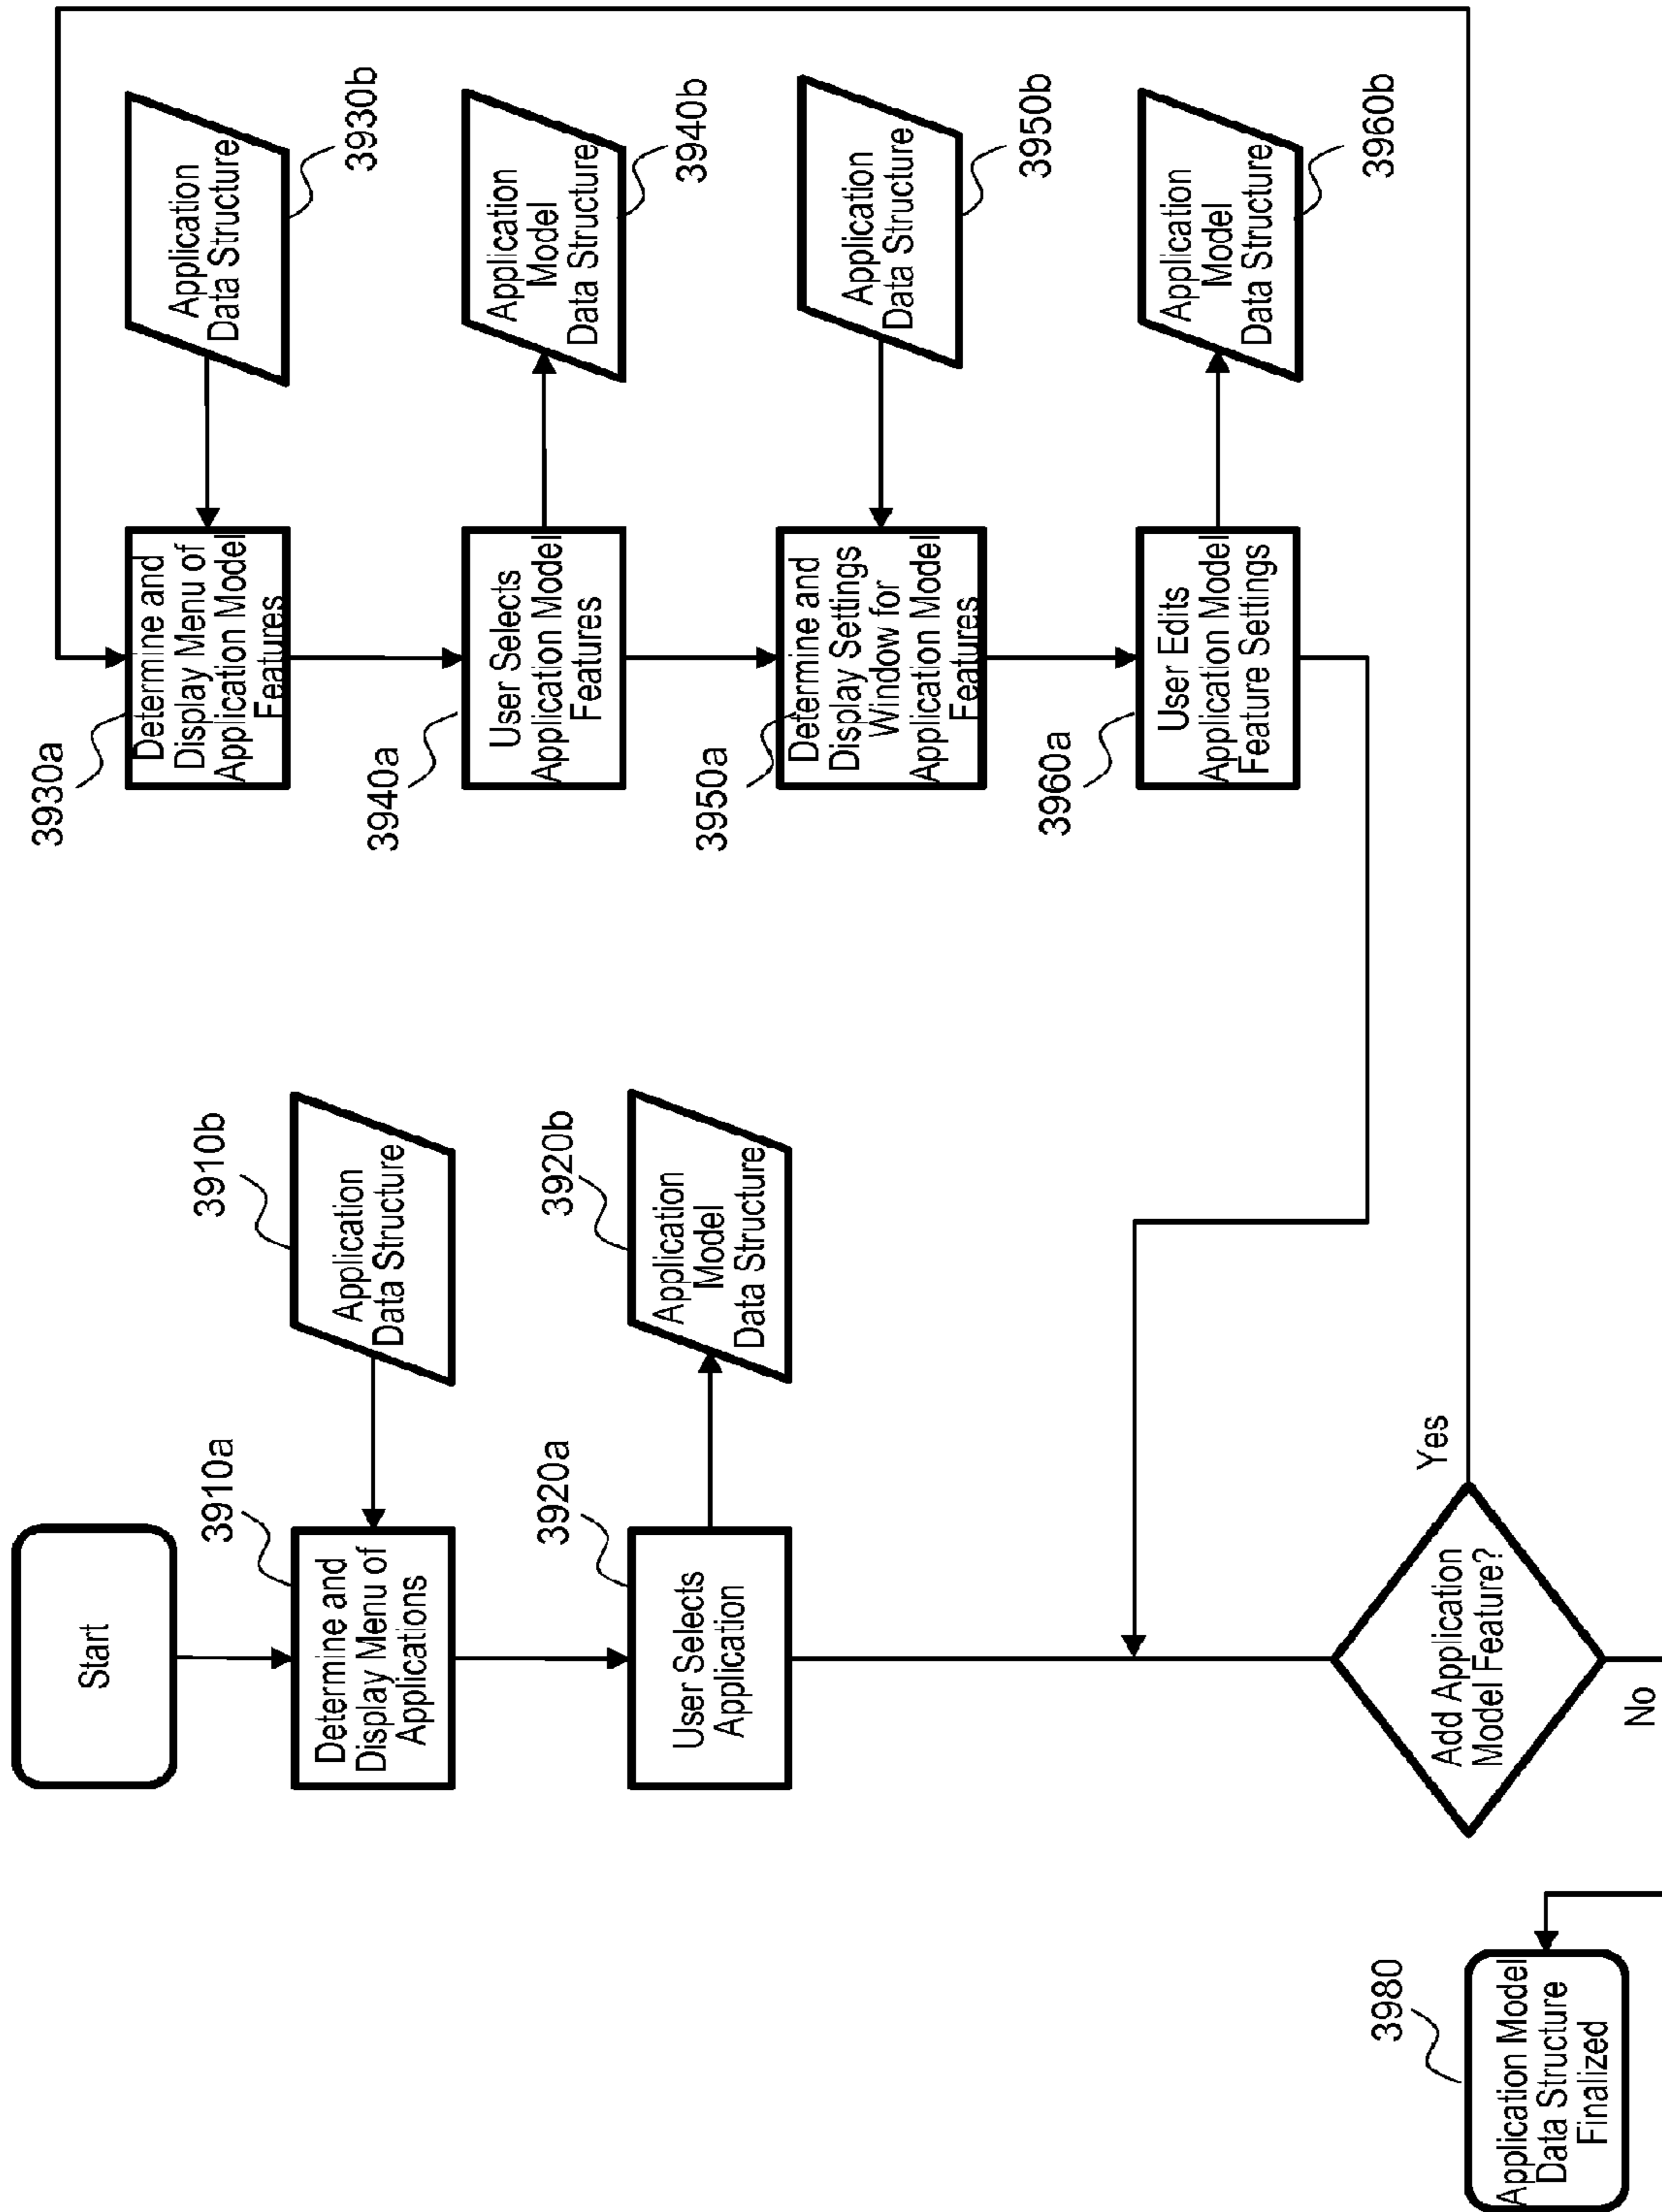 Start
3910a
Determine and
Display Menu of
Applications
3910b
Application
Data Structure
3920a
User Selects
Application
3920b
Application
Model
Data Structure
Add Application
Model Feature?
Yes
No
3930a
Determine and
Display Menu of
Application Model
Features
3930b
Application
Data Structure
3940a
User Selects
Application Model
Features
3940b
Application
Model
Data Structure
3950a
Determine and
Display Settings
Window for
Application Model
Features
3950b
Application
Data Structure
3960a
User Edits
Application Model
Feature Settings
3960b
Application
Model
Data Structure
3980
Application Model
Data Structure
Finalized